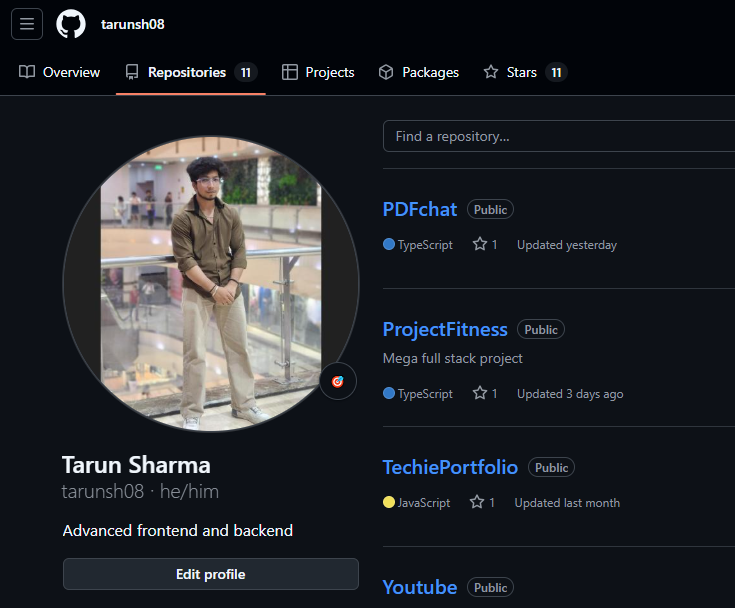 tarunsh08
Overview Repositories 11 Projects Packages Stars 11
Find a repository...
PDFchat Public
TypeScript 1 Updated yesterday
ProjectFitness Public
Mega full stack project
TypeScript 1 Updated 3 days ago
TechiePortfolio Public
JavaScript 1 Updated last month
Youtube Public
Tarun Sharma
tarunsh08 · he/him
Advanced frontend and backend
Edit profile